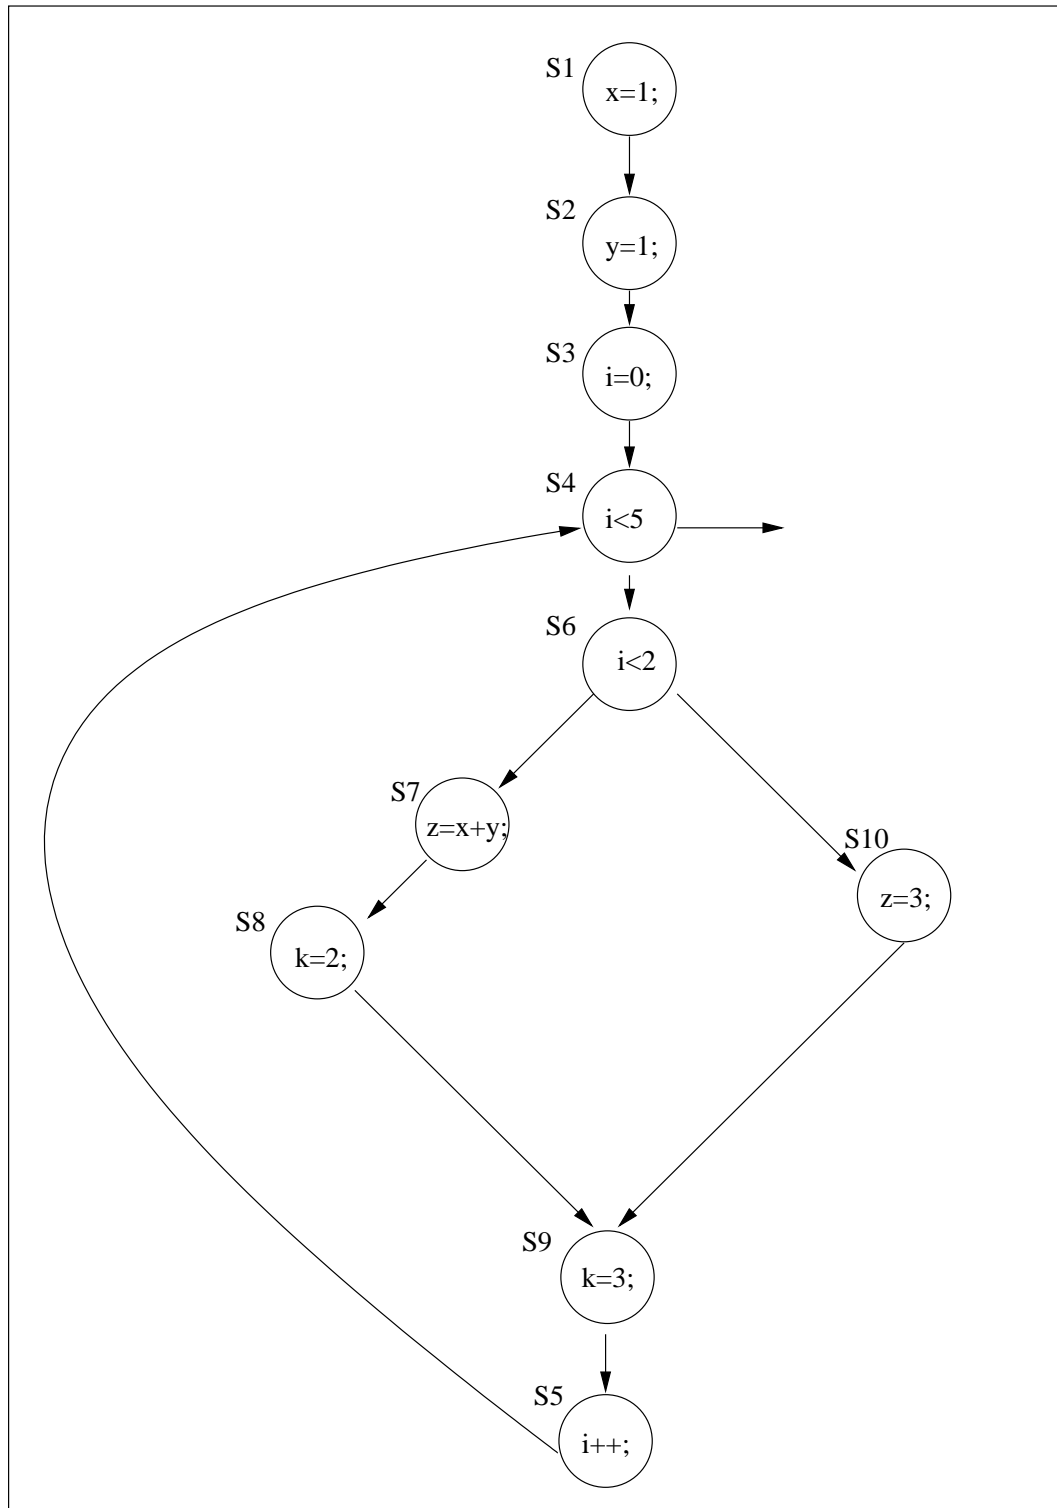 S1
x=1;
S2
y=1;
S3
i=0;
S4
i<5
S6
i<2
S7
z=x+y;
S10
z=3;
S8
k=2;
S9
k=3;
S5
i++;